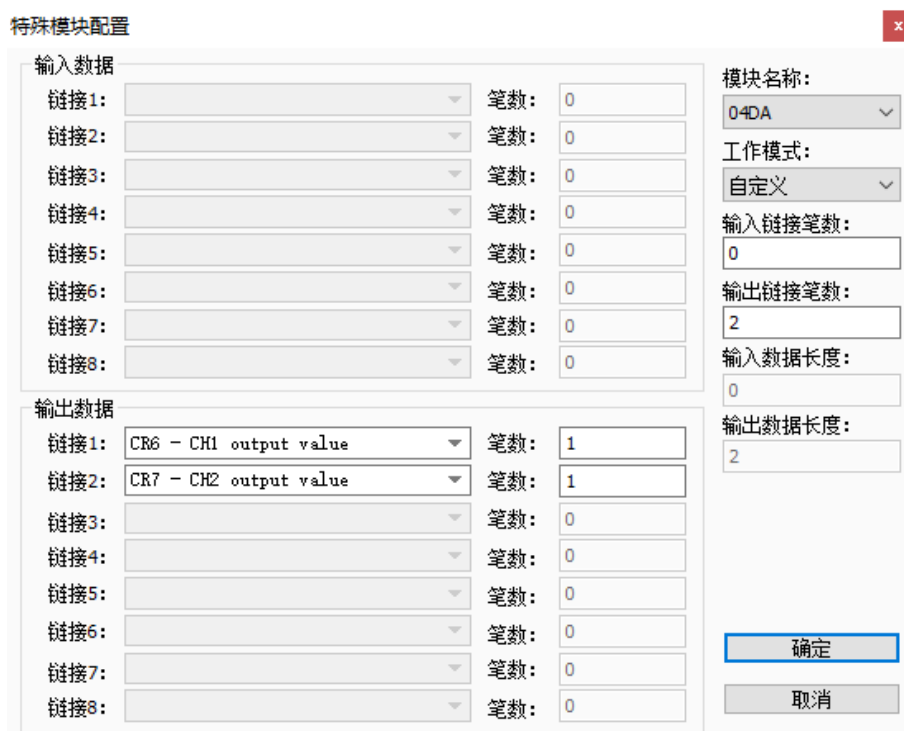 特殊模块配置
x
输入数据
链接1: 笔数: 0
链接2: 笔数: 0
链接3: 笔数: 0
链接4: 笔数: 0
链接5: 笔数: 0
链接6: 笔数: 0
链接7: 笔数: 0
链接8: 笔数: 0
输出数据
链接1: CR6 - CH1 output value 笔数: 1
链接2: CR7 - CH2 output value 笔数: 1
链接3: 笔数: 0
链接4: 笔数: 0
链接5: 笔数: 0
链接6: 笔数: 0
链接7: 笔数: 0
链接8: 笔数: 0
模块名称:
04DA
工作模式:
自定义
输入链接笔数:
0
输出链接笔数:
2
输入数据长度:
0
输出数据长度:
2
确定
取消